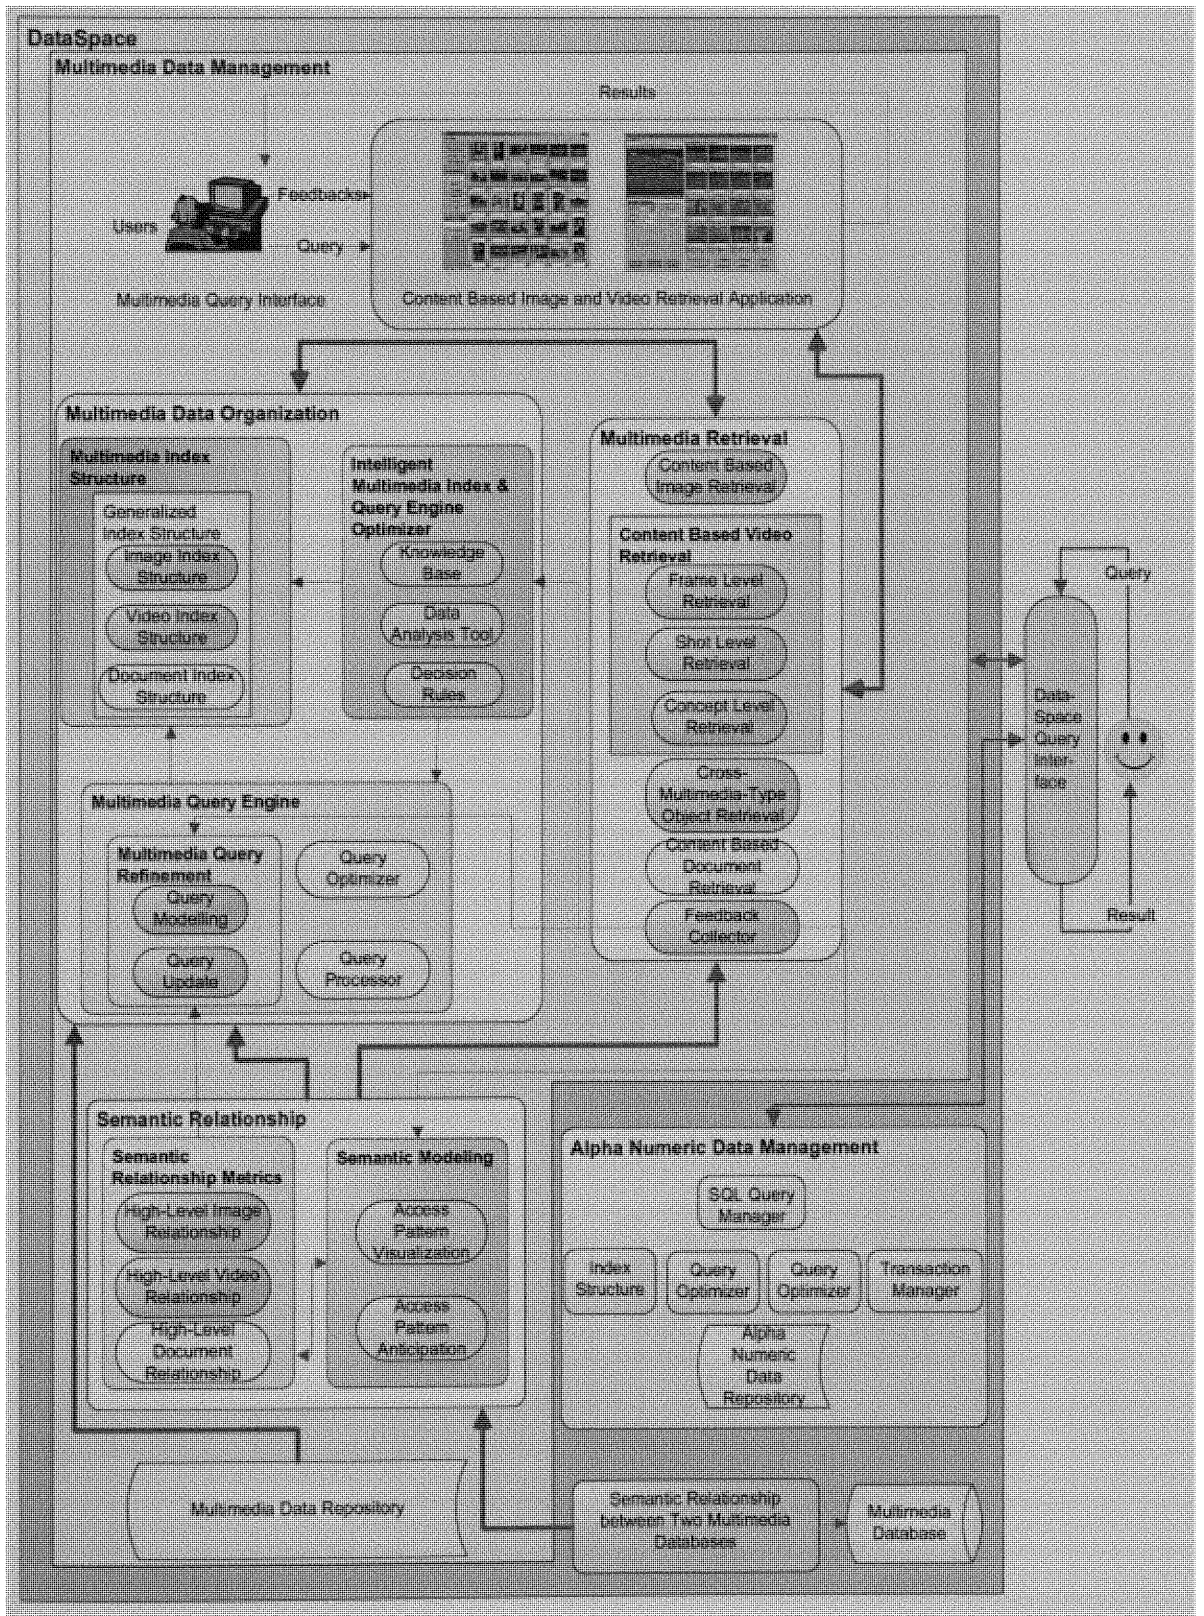 DataSpace
Multimedia Data Management
Results
Feedbacks
Users
Query
Multimedia Query Interface
Content Based Image and Video Retrieval Application
Multimedia Data Organization
Multimedia Index
Structure
Generalized
Index Structure
Image Index
Structure
Video Index
Structure
Document Index
Structure
Intelligent
Multimedia Index &
Query Engine
Optimizer
Knowledge
Base
Data
Analysis Tool
Decision
Rules
Multimedia Retrieval
Content Based
Image Retrieval
Content Based Video
Retrieval
Frame Level
Retrieval
Shot Level
Retrieval
Concept Level
Retrieval
Cross-
Multimedia-Type
Object Retrieval
Content Based
Document
Retrieval
Feedback
Collector
Query
Data-
Space
Query
Inter-
face
Result
Multimedia Query Engine
Multimedia Query
Refinement
Query
Modelling
Query
Update
Query
Optimizer
Query
Processor
Semantic Relationship
Semantic
Relationship Metrics
High-Level Image
Relationship
High-Level Video
Relationship
High-Level
Document
Relationship
Semantic Modeling
Access
Pattern
Visualization
Access
Pattern
Anticipation
Alpha Numeric Data Management
SQL Query
Manager
Index
Structure
Query
Optimizer
Query
Optimizer
Transaction
Manager
Alpha
Numeric
Data
Repository
Multimedia Data Repository
Semantic Relationship
between Two Multimedia
Databases
Multimedia
Database